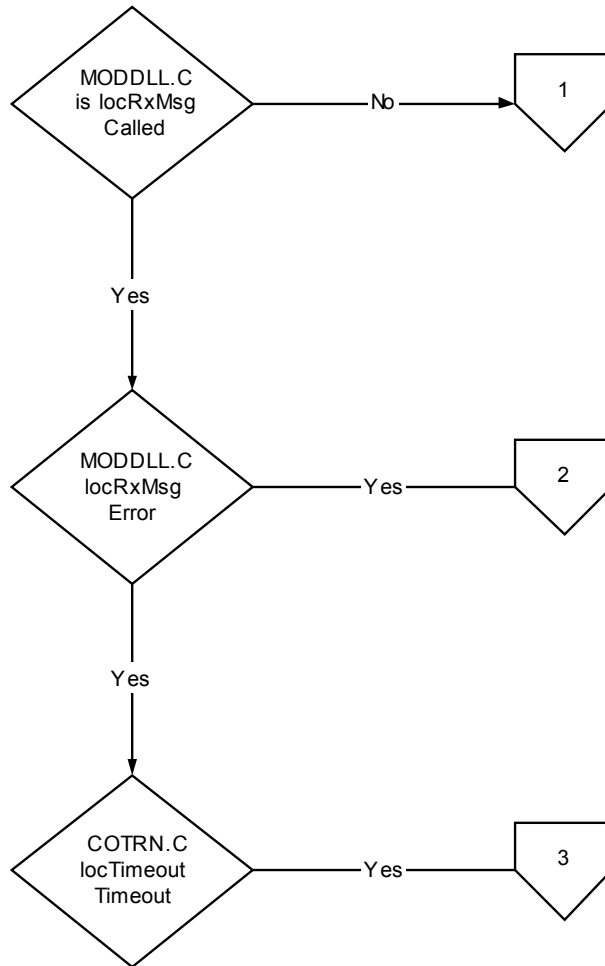 MODDLL.C
is locRxMsg
Called
No
1
Yes
MODDLL.C
locRxMsg
Error
Yes
2
Yes
COTRN.C
locTimeout
Timeout
Yes
3